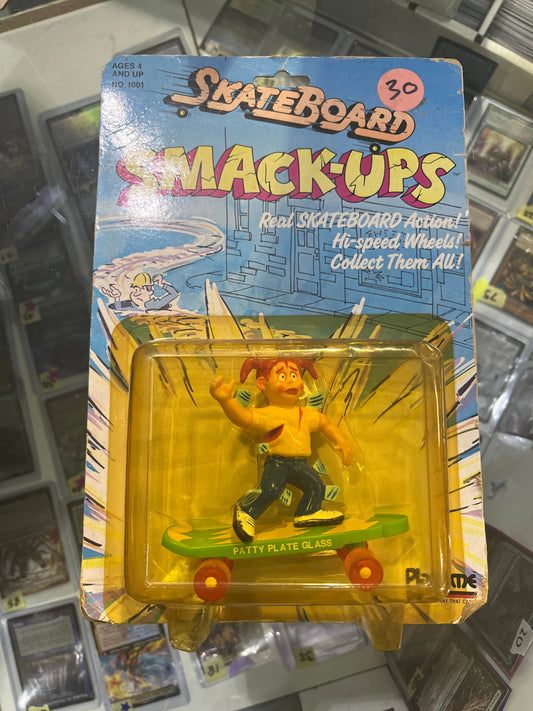 AGES 4
AND UP
NO. 1001
SKATEBOARD
30
SMACK-UPS
TM
Real SKATEBOARD Action!
Hi-speed Wheels!
Collect Them All!
PATTY PLATE GLASS